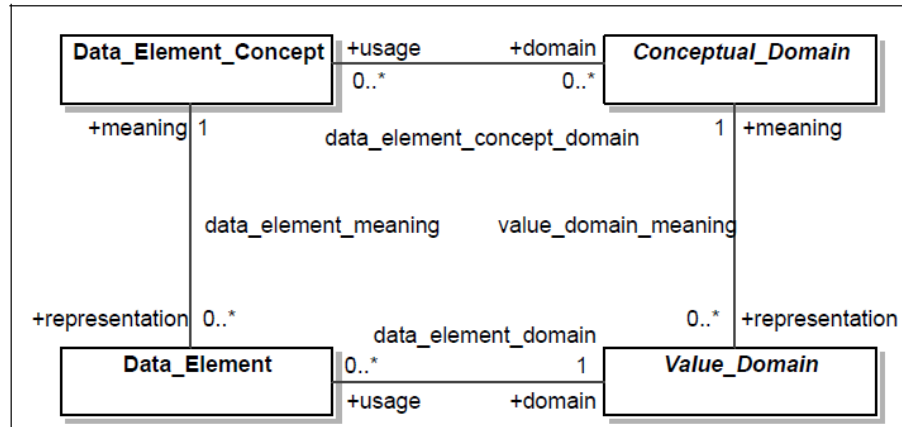 Data_Element_Concept
+usage
+domain
Conceptual_Domain
0..*
0..*
+meaning
1
data_element_concept_domain
1
+meaning
data_element_meaning
value_domain_meaning
+representation
0..*
data_element_domain
0..*
+representation
Data_Element
0..*
1
Value_Domain
+usage
+domain